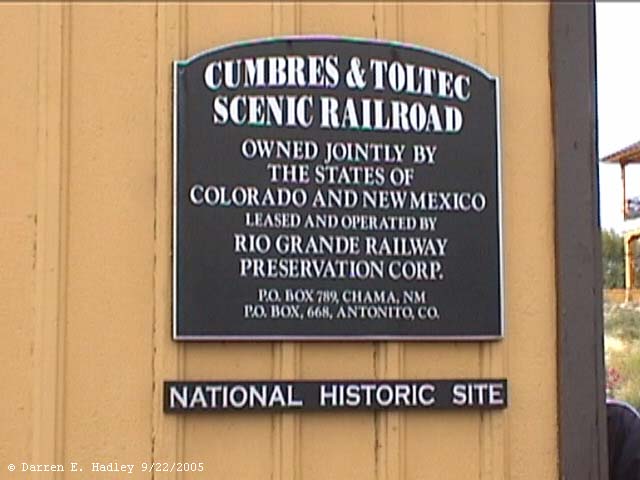 CUMBRES & TOLTEC
SCENIC RAILROAD
OWNED JOINTLY BY
THE STATES OF
COLORADO AND NEW MEXICO
LEASED AND OPERATED BY
RIO GRANDE RAILWAY
PRESERVATION CORP.
P.O. BOX 789, CHAMA, NM
P.O. BOX, 668, ANTONITO, CO.
NATIONAL HISTORIC SITE
© Darren E. Hadley 9/22/2005